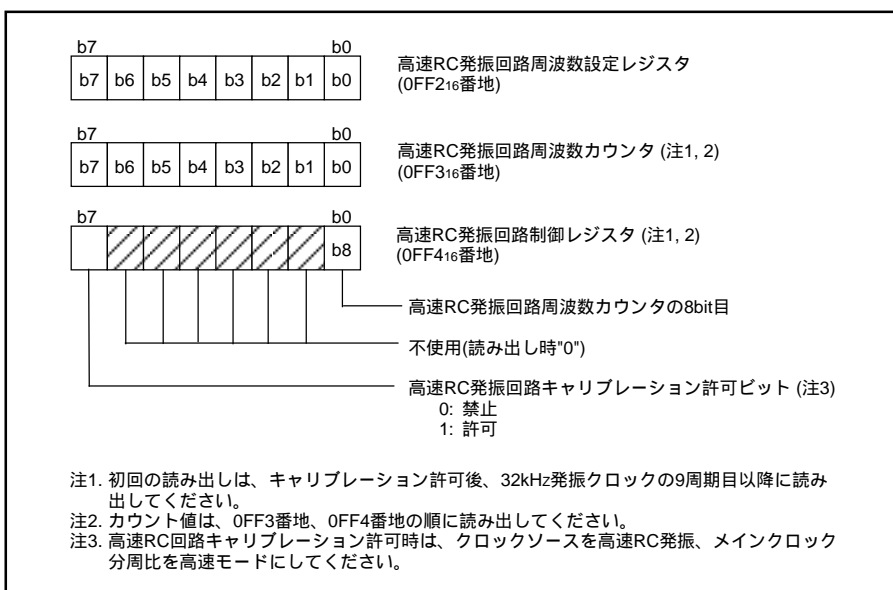 b7 b0
b7 b6 b5 b4 b3 b2 b1 b0
高速RC発振回路周波数設定レジスタ
(0FF216番地)
b7 b0
b7 b6 b5 b4 b3 b2 b1 b0
高速RC発振回路周波数カウンタ (注1, 2)
(0FF316番地)
b7 b0
b8
高速RC発振回路制御レジスタ (注1, 2)
(0FF416番地)
高速RC発振回路周波数カウンタの8bit目
不使用(読み出し時"0")
高速RC発振回路キャリブレーション許可ビット (注3)
0: 禁止
1: 許可
注1. 初回の読み出しは、キャリブレーション許可後、32kHz発振クロックの9周期目以降に読み
出してください。
注2. カウント値は、0FF3番地、0FF4番地の順に読み出してください。
注3. 高速RC回路キャリブレーション許可時は、クロックソースを高速RC発振、メインクロック
分周比を高速モードにしてください。